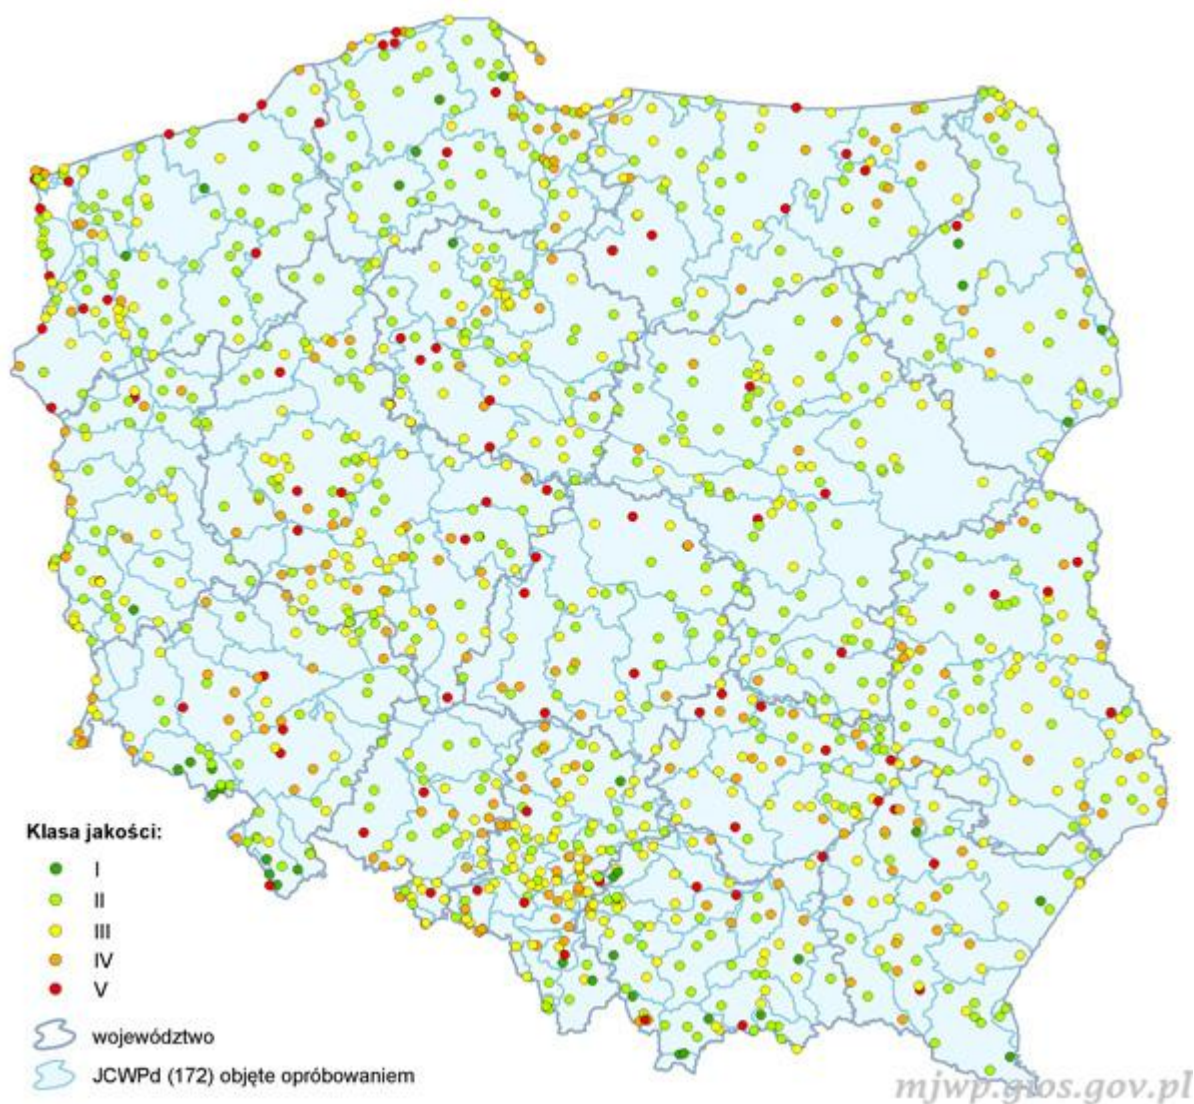 Klasa jakości:
I
II
III
IV
V
województwo
JCWPd (172) objęte opróbowaniem
mjwp.gios.gov.pl